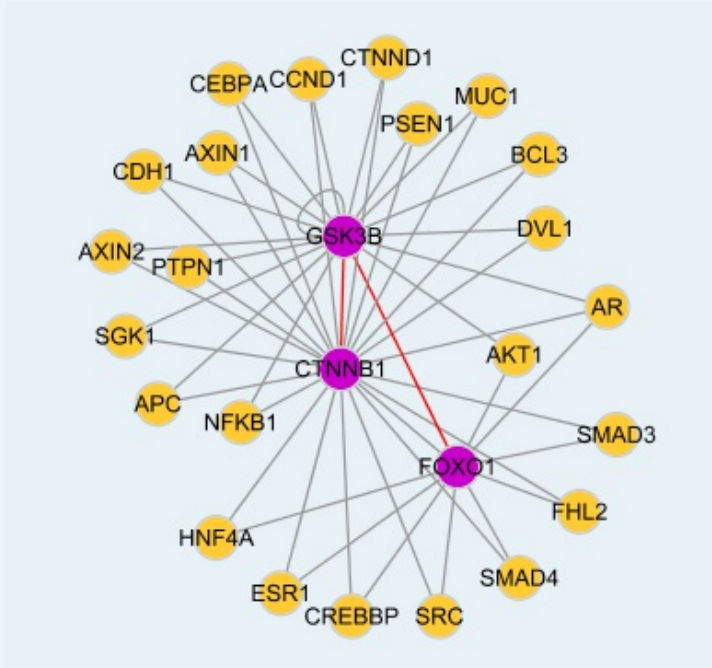 CTNND1
CEBPA
CCND1
MUC1
PSEN1
AXIN1
BCL3
CDH1
GSK3B
DVL1
AXIN2
PTPN1
AR
SGK1
AKT1
CTNNB1
APC
NFKB1
SMAD3
FOXO1
FHL2
HNF4A
SMAD4
ESR1
CREBBP
SRC